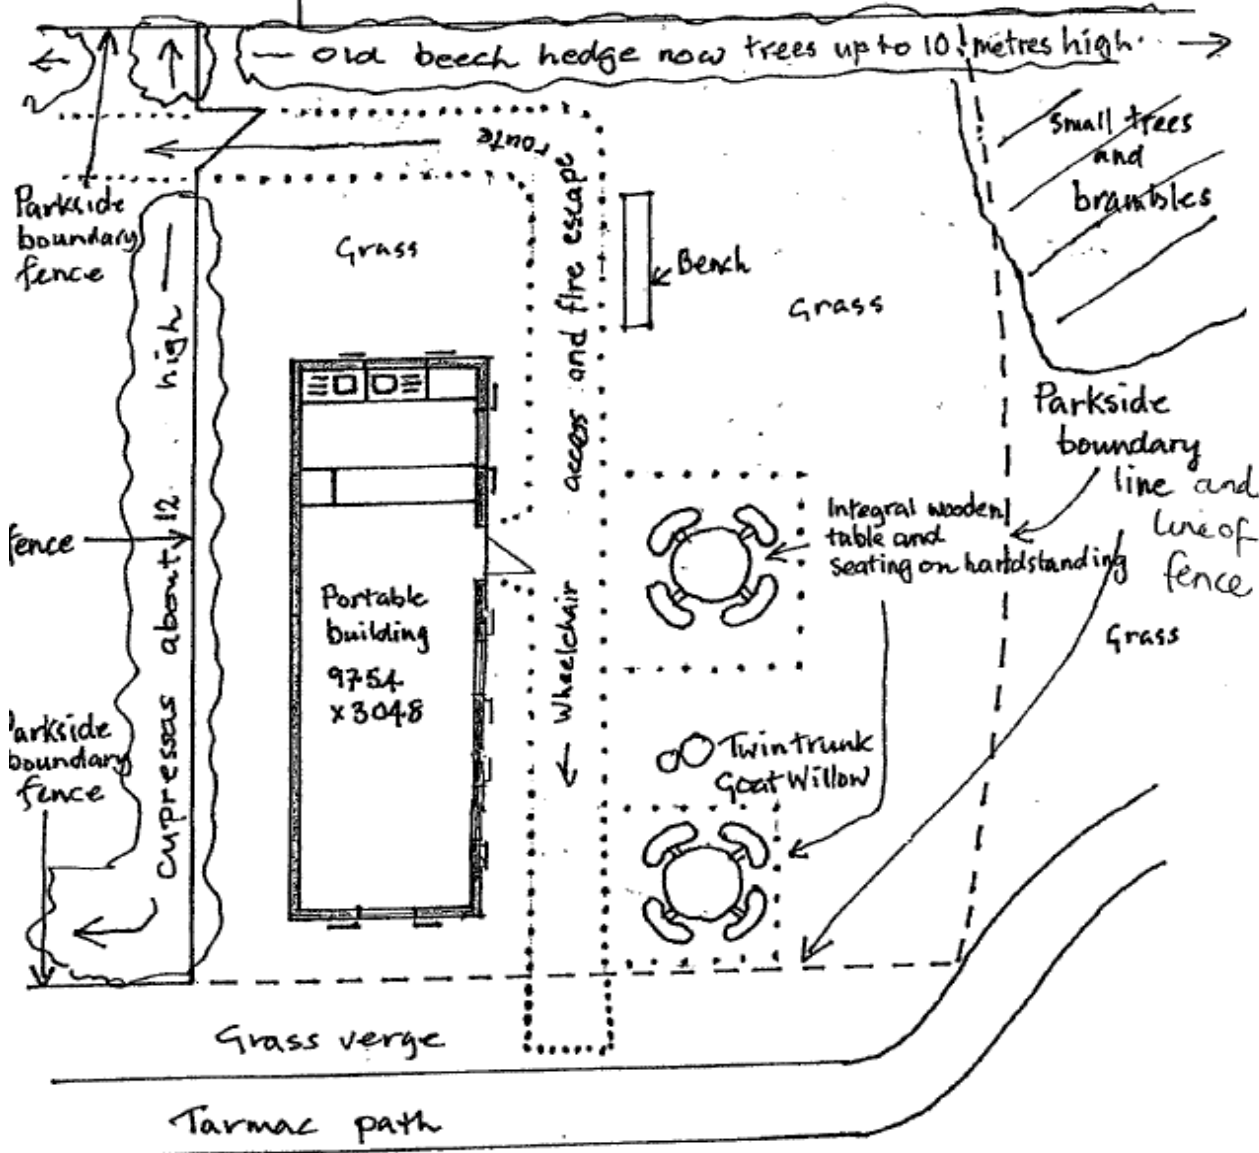 old beech hedge now trees up to 10 metres high.
small trees
and
brambles
route
access and fire escape
Wheelchair
Parkside
boundary
fence
Grass
Bench
Grass
cupressas about 12 high
fence
Parkside
boundary
line and
line of
fence
Integral wooden
table and
seating on hardstanding
Portable
building
9754
x 3048
Grass
Parkside
boundary
fence
Twin trunk
Goat Willow
Grass verge
Tarmac path